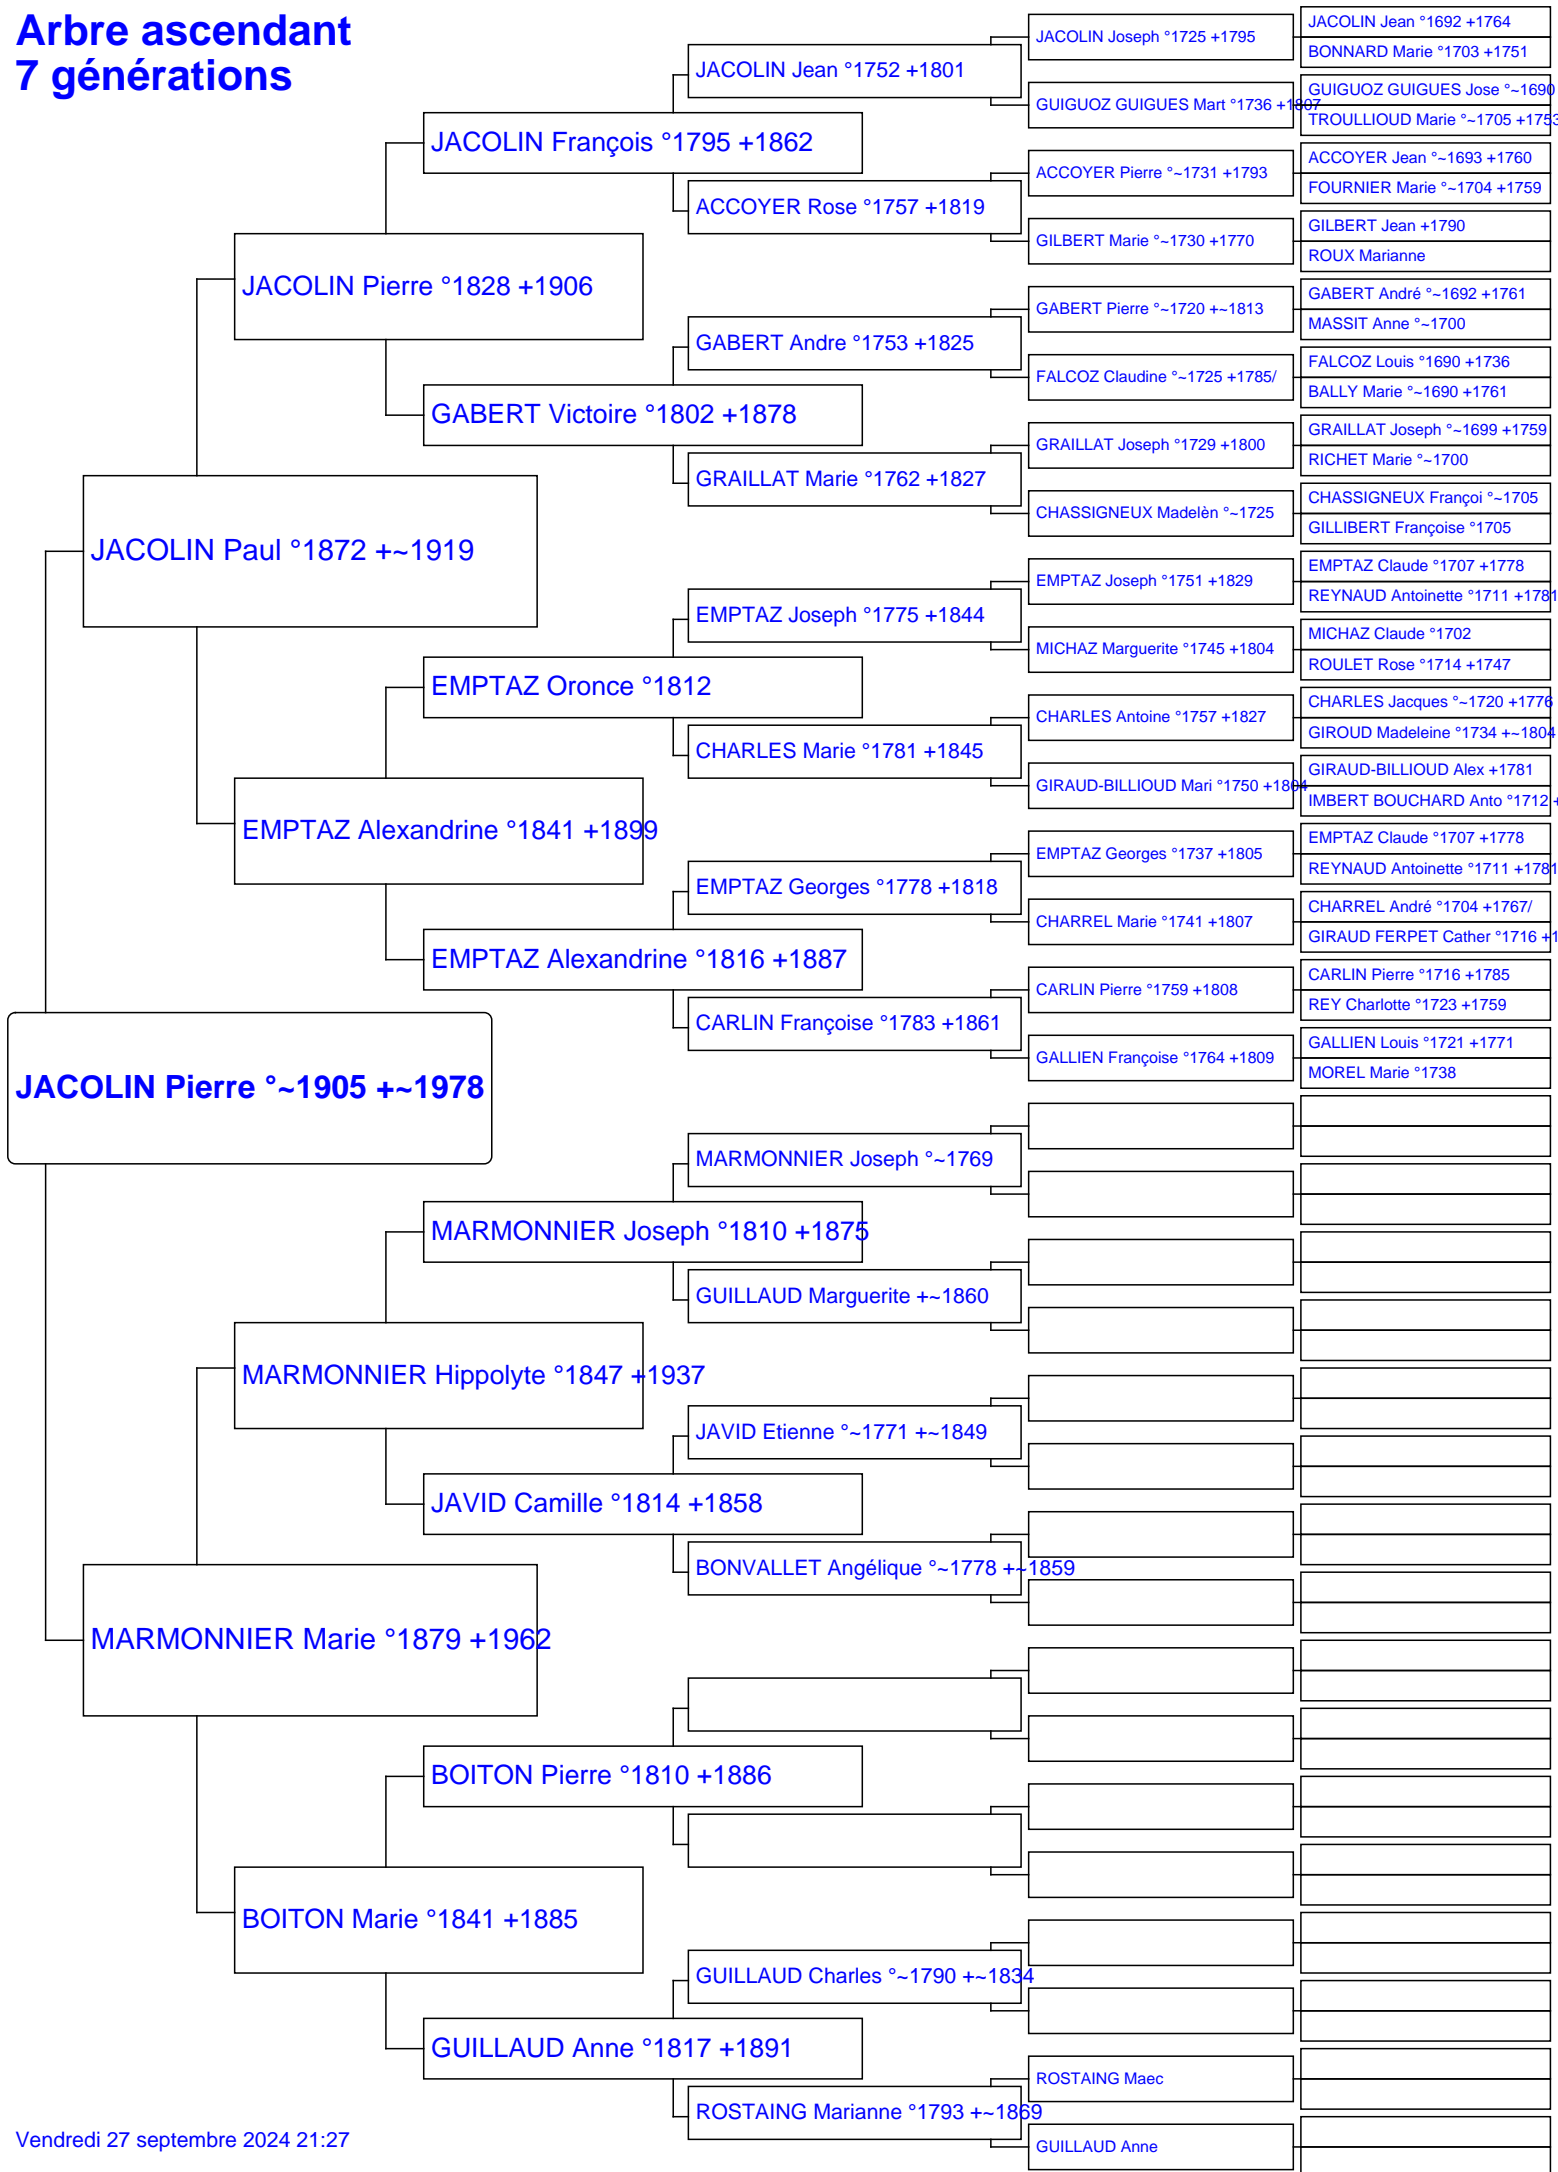 Arbre ascendant
7 générations
JACOLIN Pierre °~1905 +~1978
JACOLIN Paul °1872 +~1919
MARMONNIER Marie °1879 +1962
JACOLIN Pierre °1828 +1906
EMPTAZ Alexandrine °1841 +1899
MARMONNIER Hippolyte °1847 +1937
BOITON Marie °1841 +1885
JACOLIN François °1795 +1862
GABERT Victoire °1802 +1878
EMPTAZ Oronce °1812
EMPTAZ Alexandrine °1816 +1887
MARMONNIER Joseph °1810 +1875
JAVID Camille °1814 +1858
BOITON Pierre °1810 +1886
GUILLAUD Anne °1817 +1891
JACOLIN Jean °1752 +1801
ACCOYER Rose °1757 +1819
GABERT Andre °1753 +1825
GRAILLAT Marie °1762 +1827
EMPTAZ Joseph °1775 +1844
CHARLES Marie °1781 +1845
EMPTAZ Georges °1778 +1818
CARLIN Françoise °1783 +1861
MARMONNIER Joseph °~1769
GUILLAUD Marguerite +~1860
JAVID Etienne °~1771 +~1849
BONVALLET Angélique °~1778 +~1859
GUILLAUD Charles °~1790 +~1834
ROSTAING Marianne °1793 +~1869
JACOLIN Joseph °1725 +1795
GUIGUOZ GUIGUES Mart °1736 +1807
ACCOYER Pierre °~1731 +1793
GILBERT Marie °~1730 +1770
GABERT Pierre °~1720 +~1813
FALCOZ Claudine °~1725 +1785/
GRAILLAT Joseph °1729 +1800
CHASSIGNEUX Madelèn °~1725
EMPTAZ Joseph °1751 +1829
MICHAZ Marguerite °1745 +1804
CHARLES Antoine °1757 +1827
GIRAUD-BILLIOUD Mari °1750 +1804
EMPTAZ Georges °1737 +1805
CHARREL Marie °1741 +1807
CARLIN Pierre °1759 +1808
GALLIEN Françoise °1764 +1809
ROSTAING Maec
GUILLAUD Anne
JACOLIN Jean °1692 +1764
BONNARD Marie °1703 +1751
GUIGUOZ GUIGUES Jose °~1690
TROULLIOUD Marie °~1705 +1753
ACCOYER Jean °~1693 +1760
FOURNIER Marie °~1704 +1759
GILBERT Jean +1790
ROUX Marianne
GABERT André °~1692 +1761
MASSIT Anne °~1700
FALCOZ Louis °1690 +1736
BALLY Marie °~1690 +1761
GRAILLAT Joseph °~1699 +1759
RICHET Marie °~1700
CHASSIGNEUX Françoi °~1705
GILLIBERT Françoise °1705
EMPTAZ Claude °1707 +1778
REYNAUD Antoinette °1711 +1781
MICHAZ Claude °1702
ROULET Rose °1714 +1747
CHARLES Jacques °~1720 +1776
GIROUD Madeleine °1734 +~1804
GIRAUD-BILLIOUD Alex +1781
IMBERT BOUCHARD Anto °1712 +
EMPTAZ Claude °1707 +1778
REYNAUD Antoinette °1711 +1781
CHARREL André °1704 +1767/
GIRAUD FERPET Cather °1716 +1
CARLIN Pierre °1716 +1785
REY Charlotte °1723 +1759
GALLIEN Louis °1721 +1771
MOREL Marie °1738
Vendredi 27 septembre 2024 21:27